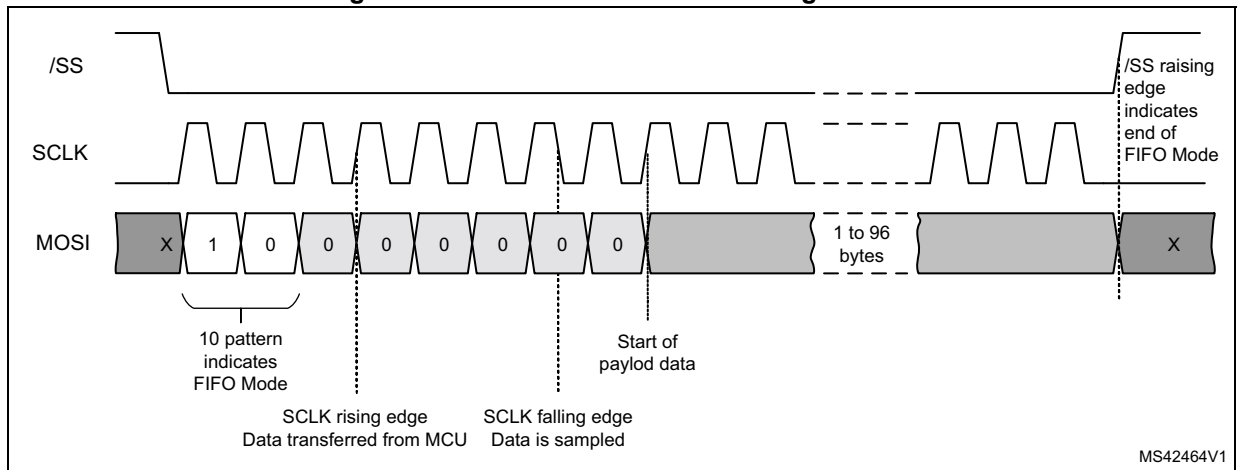 /SS
/SS raising
edge
indicates
end of
FIFO Mode
SCLK
MOSI
X 1 0 0 0 0 0 0 0
1 to 96
bytes
X
10 pattern
indicates
FIFO Mode
Start of
paylod data
SCLK rising edge
Data transferred from MCU
SCLK falling edge
Data is sampled
MS42464V1